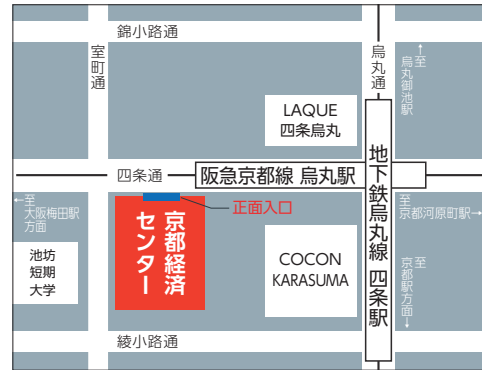 錦小路通
室町通
烏丸通
↑至
烏丸御池駅
LAQUE
四条烏丸
四条通
阪急京都線 烏丸駅
地下鉄烏丸線 四条駅
←至
大阪梅田駅
方面
正面入口
至
京都河原町駅→
京都経済
センター
池坊
短期
大学
COCON
KARASUMA
至
京都駅方面↓
綾小路通